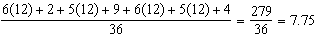 6(12) + 2 + 5(12) + 9 + 6(12) + 5(12) + 4 / 36 = 279 / 36 = 7.75